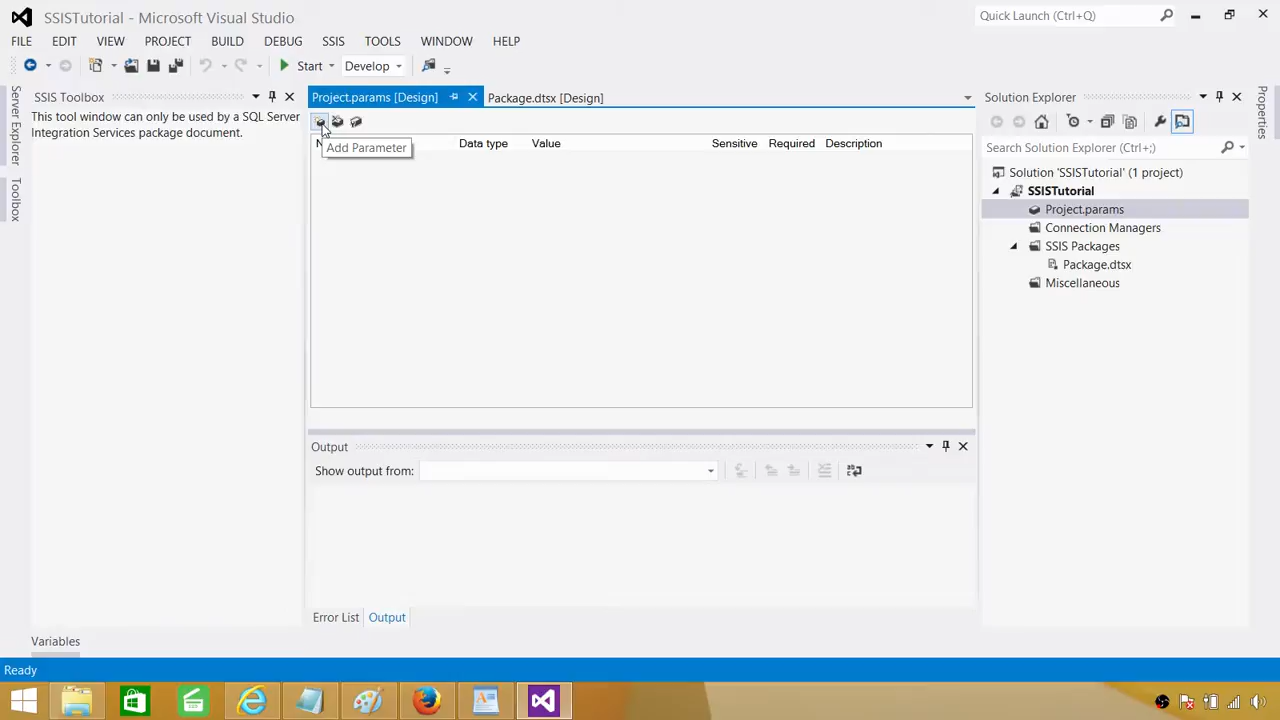 SSISTutorial - Microsoft Visual Studio
Quick Launch (Ctrl+Q)
FILE EDIT VIEW PROJECT BUILD DEBUG SSIS TOOLS WINDOW HELP
Start Develop
Server Explorer
Toolbox
SSIS Toolbox
This tool window can only be used by a SQL Server
Integration Services package document.
Project.params [Design] Package.dtsx [Design]
Add Parameter
Data type Value Sensitive Required Description
Output
Show output from:
Error List Output
Solution Explorer
Search Solution Explorer (Ctrl+;)
Solution 'SSISTutorial' (1 project)
SSISTutorial
Project.params
Connection Managers
SSIS Packages
Package.dtsx
Miscellaneous
Properties
Variables
Ready